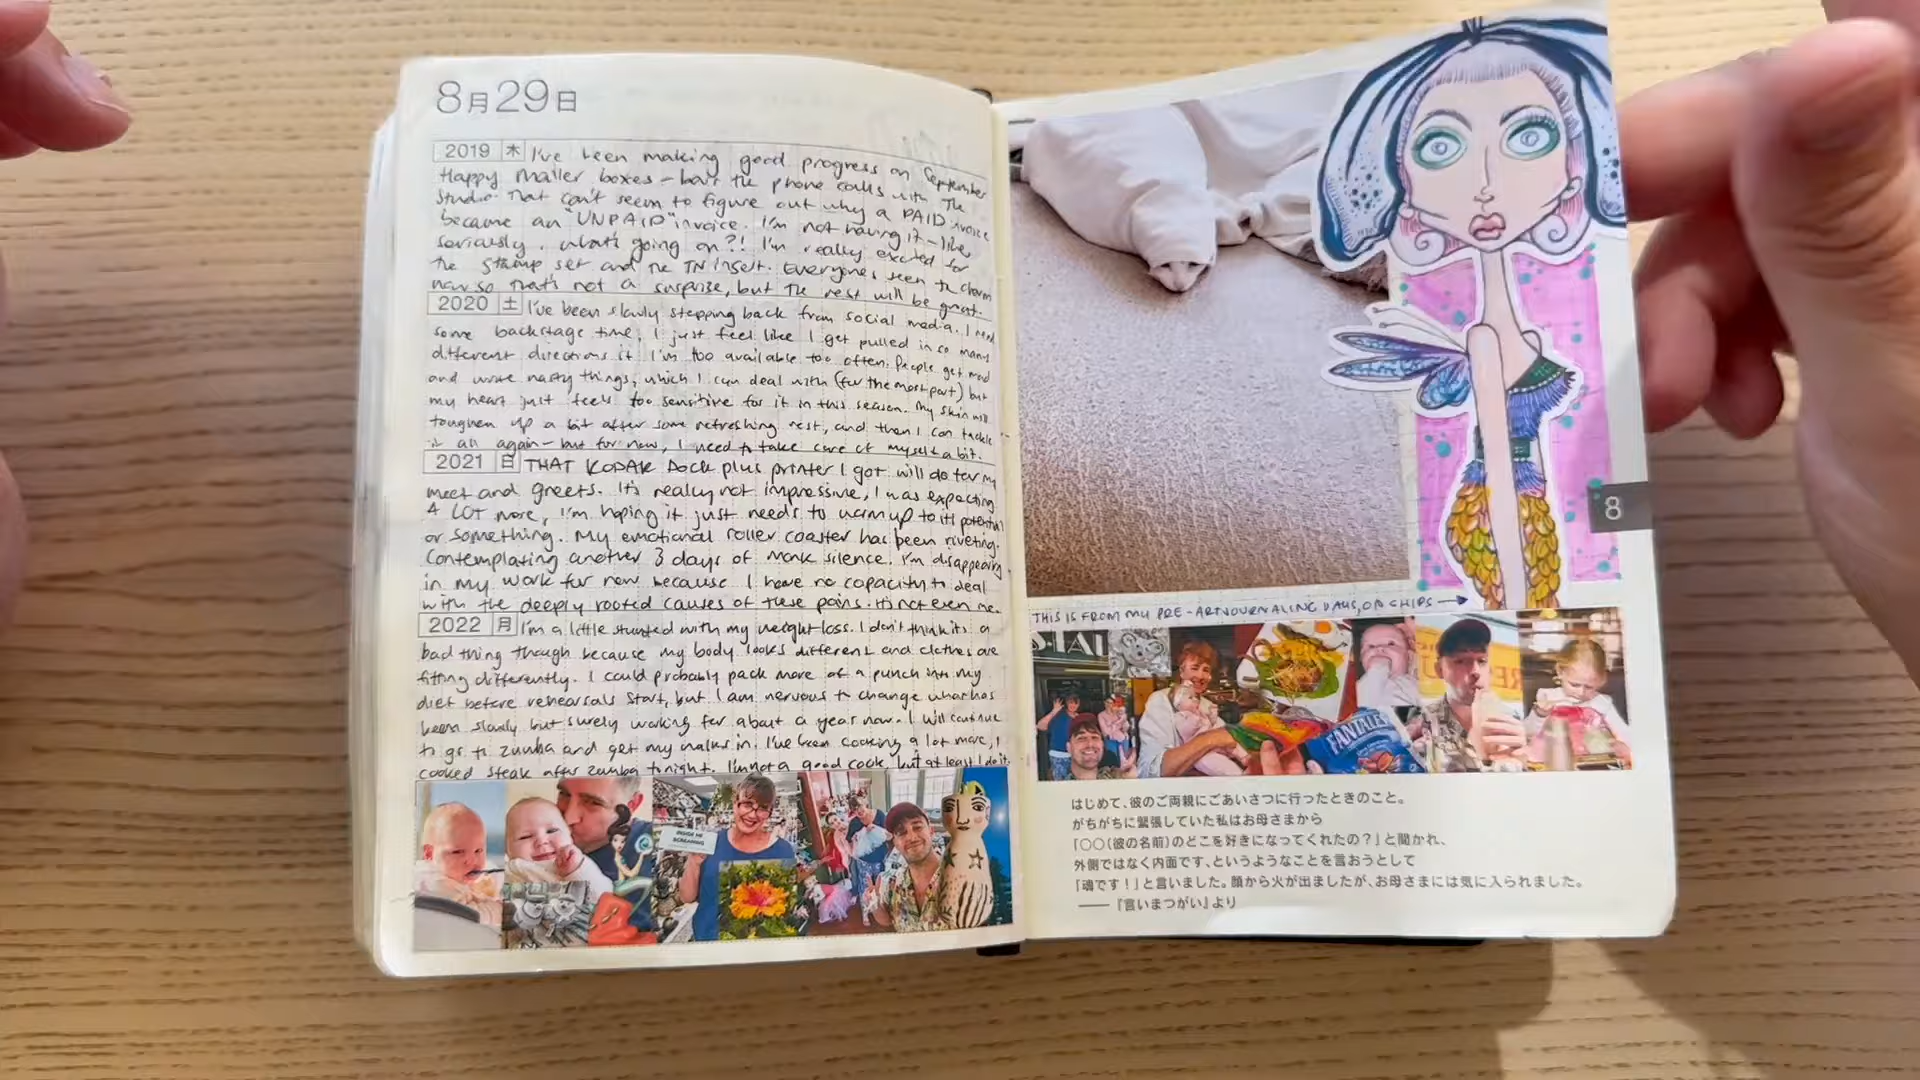 8月29日
2019 木 I've been making good progress on September
Happy Mailer boxes - but the phone calls with The
Studio that can't seem to figure out why a PAID invoice
became an "UNPAID" invoice. I'm not having it - like
seriously. what's going on?! I'm really excited for
the stamp set and the TN insert. Everyone's seen the charm
now so that's not a surprise, but the rest will be great.
2020 土 I've been slowly stepping back from social media. I need
some backstage time, I just feel like I get pulled in so many
different directions if I'm too available too often. People get mad
and write nasty things, which I can deal with (for the most part) but
my heart just feels too sensitive for it in this season. My skin will
toughen up a bit after some refreshing rest, and then I can tackle
it all again - but for now, I need to take care of myself a bit.
2021 日 THAT KODAK Dock plus printer I got will do for my
meet and greets. It's really not impressive, I was expecting
A LOT more, I'm hoping it just needs to warm up to its potential
or something. My emotional roller coaster has been riveting.
Contemplating another 3 days of monk silence. I'm disappearing
in my work for now because I have no capacity to deal
with the deeply rooted causes of these pains. It's not even me.
2022 月 I'm a little stunted with my weight loss. I don't think it's a
bad thing though because my body looks different and clothes are
fitting differently. I could probably pack more of a punch into my
diet before rehearsals start, but I am nervous to change what has
been slowly but surely working for about a year now. I will continue
to go to zumba and get my walks in. I've been cooking a lot more, I
cooked steak after zumba tonight. I'm not a good cook, but at least I do it.
INSIDE I'M
SCREAMING
8
THIS IS FROM MY PRE-ARTJOURNALING DAYS, ON CHIPS →
FANTALES
はじめて、彼のご両親にごあいさつに行ったときのこと。
がちがちに緊張していた私はお母さまから
「○○(彼の名前)のどこを好きになってくれたの?」と聞かれ、
外側ではなく内面です、というようなことを言おうとして
「魂です!」と言いました。顔から火が出ましたが、お母さまには気に入られました。
――『言いまつがい』より